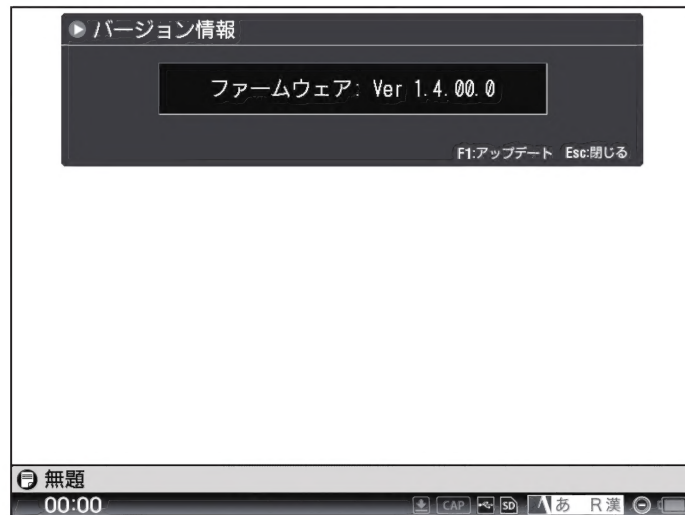 バージョン情報
ファームウェア: Ver 1.4.00.0
F1:アップデート Esc:閉じる
無題
00:00 CAP SD あ R漢